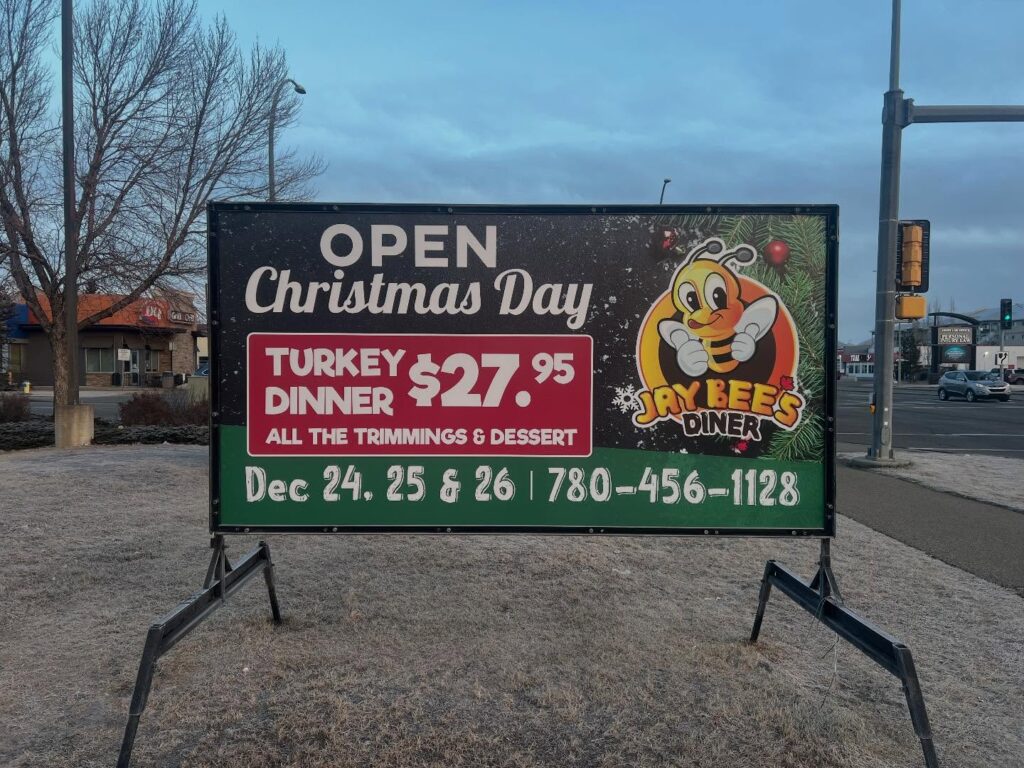 OPEN
Christmas Day
TURKEY
DINNER
$27.95
ALL THE TRIMMINGS & DESSERT
JAY BEE'S
DINER
Dec 24, 25 & 26 | 780-456-1128